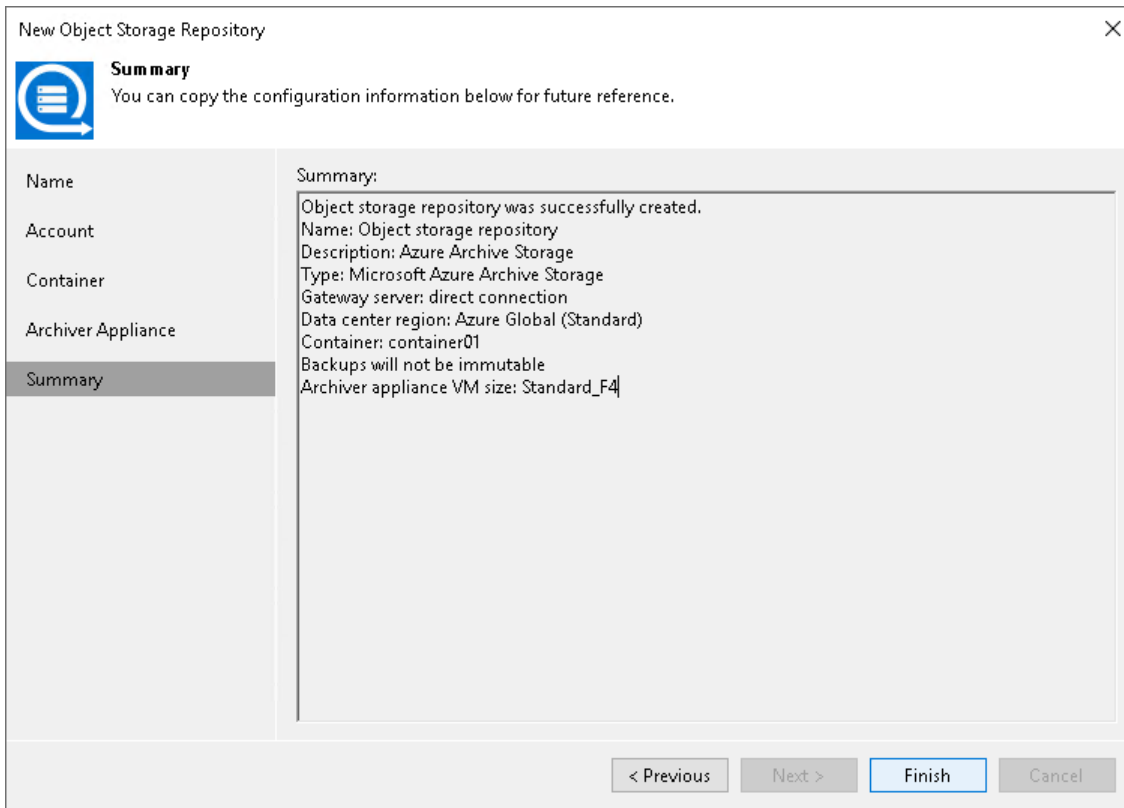 New Object Storage Repository
Summary
You can copy the configuration information below for future reference.
Name
Account
Container
Archiver Appliance
Summary
Summary:
Object storage repository was successfully created.
Name: Object storage repository
Description: Azure Archive Storage
Type: Microsoft Azure Archive Storage
Gateway server: direct connection
Data center region: Azure Global (Standard)
Container: container01
Backups will not be immutable
Archiver appliance VM size: Standard_F4
< Previous
Next >
Finish
Cancel